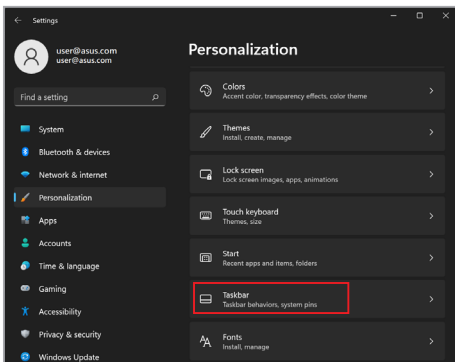 Settings
user@asus.com
user@asus.com
Find a setting
System
Bluetooth & devices
Network & internet
Personalization
Apps
Accounts
Time & language
Gaming
Accessibility
Privacy & security
Windows Update
Personalization
Colors
Accent color, transparency effects, color theme
Themes
Install, create, manage
Lock screen
Lock screen images, apps, animations
Touch keyboard
Themes, size
Start
Recent apps and items, folders
Taskbar
Taskbar behaviors, system pins
Fonts
Install, manage